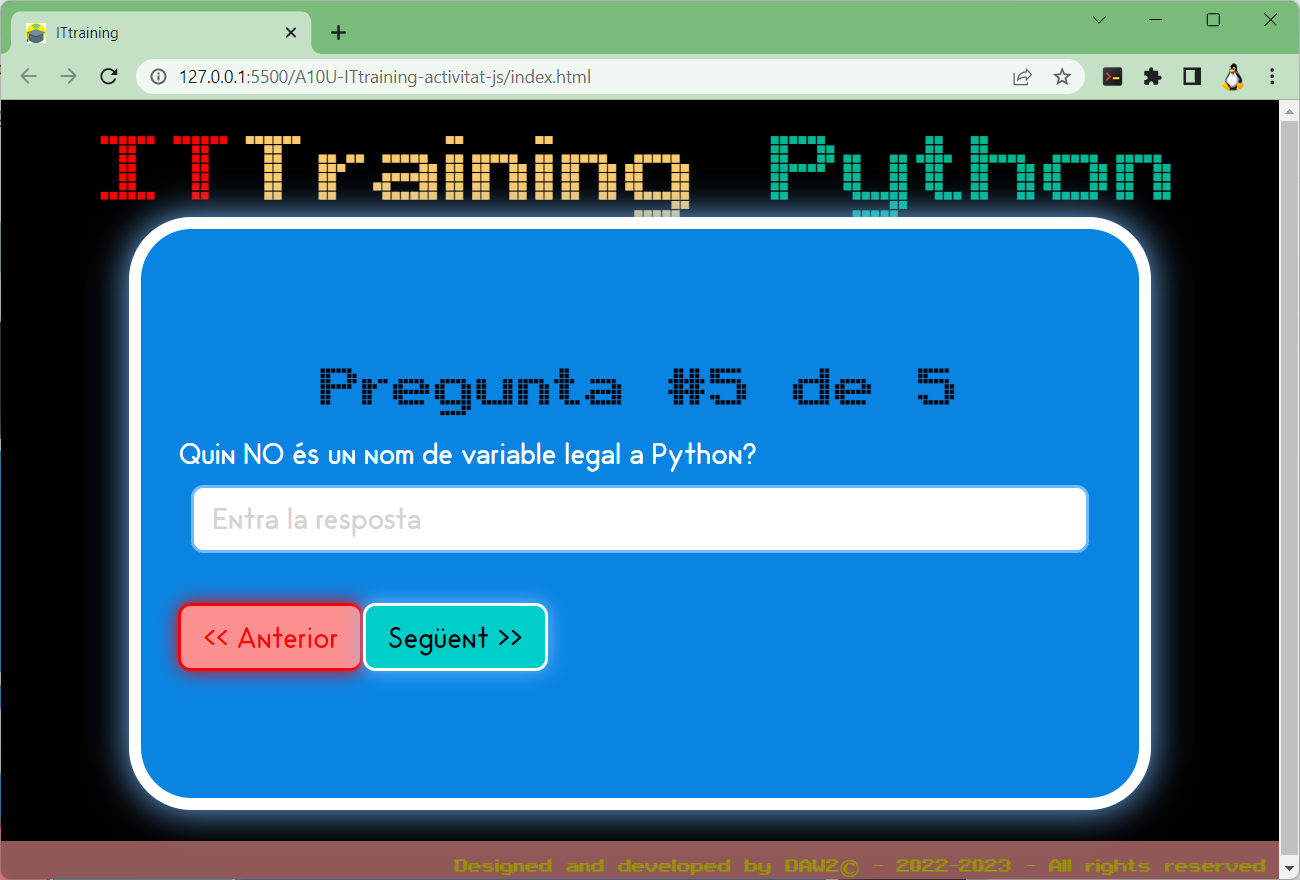 ITtraining
127.0.0.1:5500/A10U-ITtraining-activitat-js/index.html
ITTraining Python
Pregunta #5 de 5
Quin NO és un nom de variable legal a Python?
Entra la resposta
<< Anterior
Següent >>
Designed and developed by DAW2© - 2022-2023 - All rights reserved